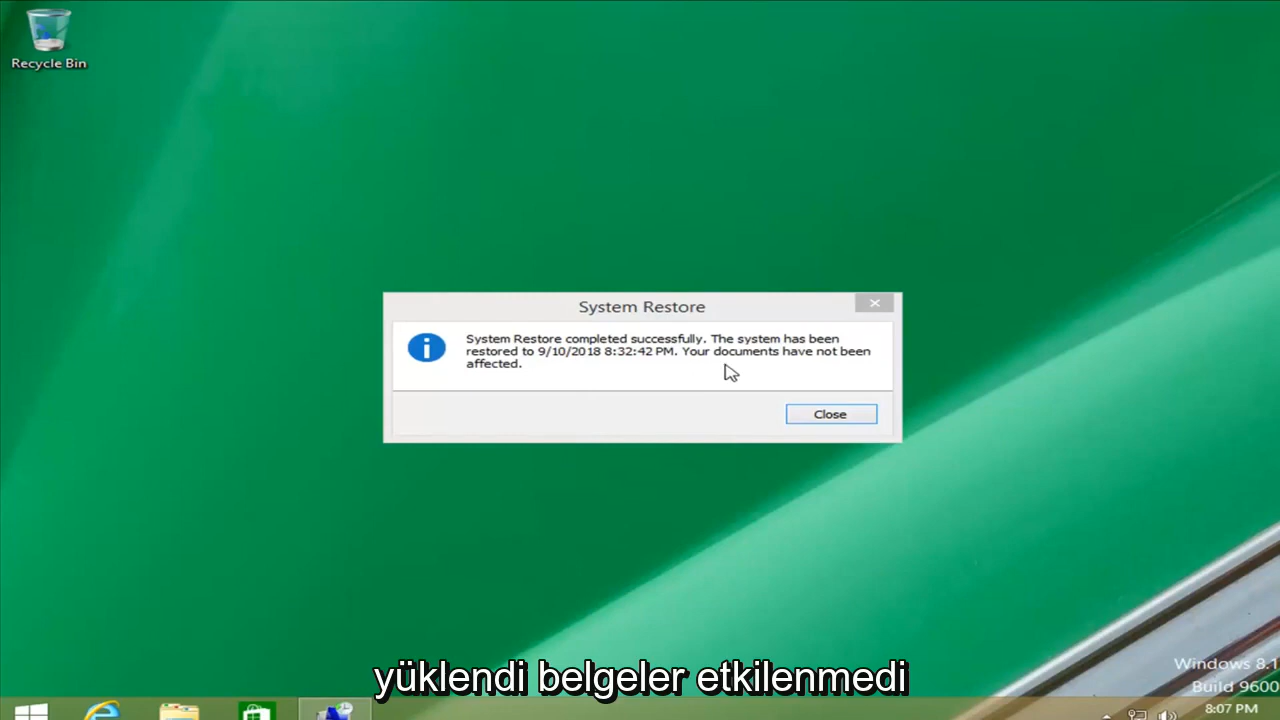 Recycle Bin
System Restore
System Restore completed successfully. The system has been
restored to 9/10/2018 8:32:42 PM. Your documents have not been
affected.
Close
yüklendi belgeler etkilenmedi
Windows 8.1
Build 9600
8:07 PM